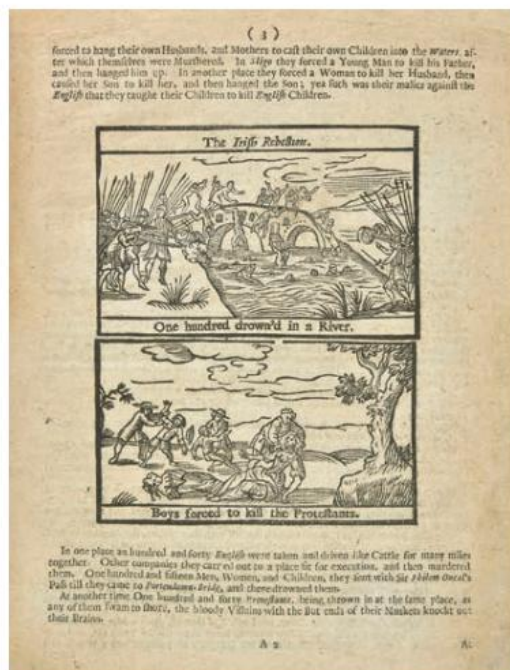 ( 3 )
forced to hang their own Husbands, and Mothers to cast their own Children into the Waters, af-
ter which themselves were Murthered. In Sligo they forced a Young Man to kill his Father,
and then hanged him up. In another place they forced a Woman to kill her Husband, then
caused her Son to kill her, and then hanged the Son; yea such was their malice against the
English that they taught their Children to kill English Children.
The Irish Rebellion.
One hundred drown'd in a River.
Boys forced to kill the Protestants.
In one place an hundred and forty English were taken and driven like Cattle for many miles
together. Other companies they carried out to a place fit for execution, and then murdered
them. One hundred and fifteen Men, Women, and Children, they sent with Sir Philem Oneal's
Pass till they came to Portendown-Bridge, and there drowned them.
At another time One hundred and forty Protestants, being thrown in at the same place, as
any of them swam to shore, the bloody Villains with the But ends of their Muskets knockt out
their Brains.
A 2
At